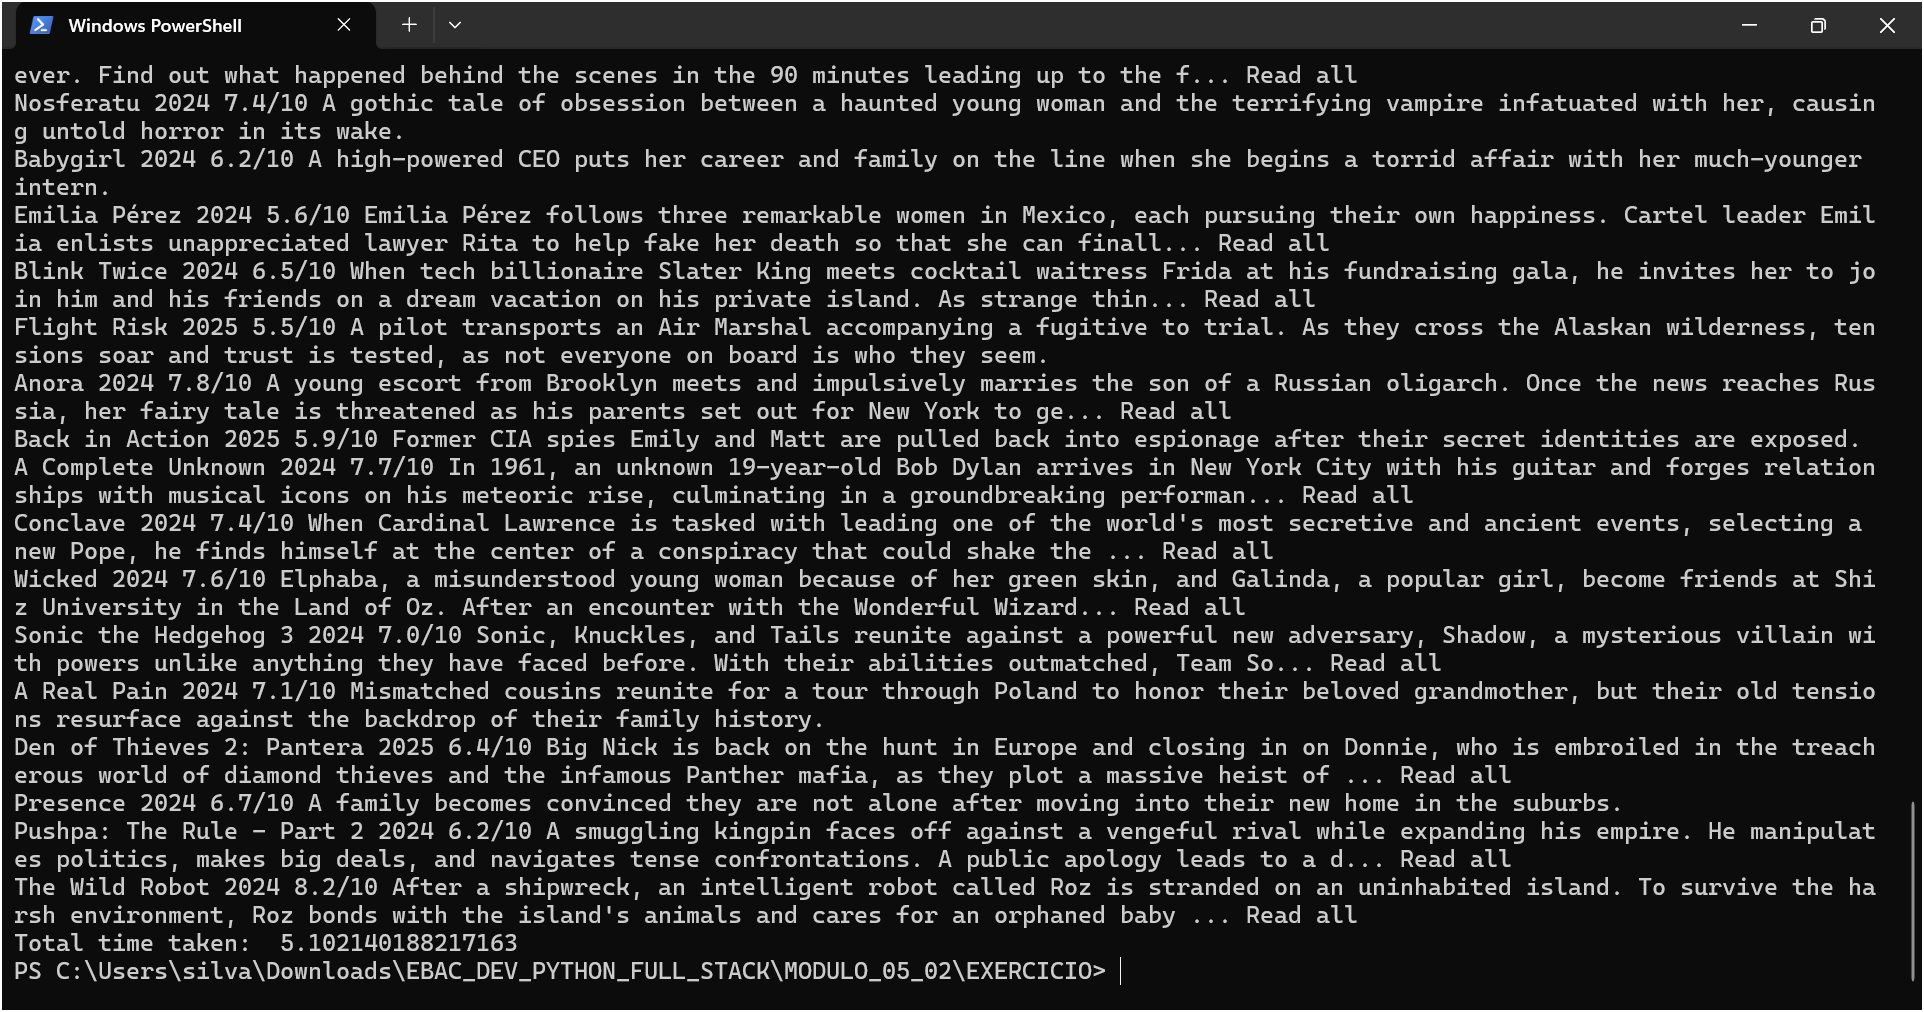 Windows PowerShell
ever. Find out what happened behind the scenes in the 90 minutes leading up to the f... Read all
Nosferatu 2024 7.4/10 A gothic tale of obsession between a haunted young woman and the terrifying vampire infatuated with her, causin
g untold horror in its wake.
Babygirl 2024 6.2/10 A high-powered CEO puts her career and family on the line when she begins a torrid affair with her much-younger
intern.
Emilia Pérez 2024 5.6/10 Emilia Pérez follows three remarkable women in Mexico, each pursuing their own happiness. Cartel leader Emil
ia enlists unappreciated lawyer Rita to help fake her death so that she can finall... Read all
Blink Twice 2024 6.5/10 When tech billionaire Slater King meets cocktail waitress Frida at his fundraising gala, he invites her to jo
in him and his friends on a dream vacation on his private island. As strange thin... Read all
Flight Risk 2025 5.5/10 A pilot transports an Air Marshal accompanying a fugitive to trial. As they cross the Alaskan wilderness, ten
sions soar and trust is tested, as not everyone on board is who they seem.
Anora 2024 7.8/10 A young escort from Brooklyn meets and impulsively marries the son of a Russian oligarch. Once the news reaches Rus
sia, her fairy tale is threatened as his parents set out for New York to ge... Read all
Back in Action 2025 5.9/10 Former CIA spies Emily and Matt are pulled back into espionage after their secret identities are exposed.
A Complete Unknown 2024 7.7/10 In 1961, an unknown 19-year-old Bob Dylan arrives in New York City with his guitar and forges relation
ships with musical icons on his meteoric rise, culminating in a groundbreaking performan... Read all
Conclave 2024 7.4/10 When Cardinal Lawrence is tasked with leading one of the world's most secretive and ancient events, selecting a
new Pope, he finds himself at the center of a conspiracy that could shake the ... Read all
Wicked 2024 7.6/10 Elphaba, a misunderstood young woman because of her green skin, and Galinda, a popular girl, become friends at Shi
z University in the Land of Oz. After an encounter with the Wonderful Wizard... Read all
Sonic the Hedgehog 3 2024 7.0/10 Sonic, Knuckles, and Tails reunite against a powerful new adversary, Shadow, a mysterious villain wi
th powers unlike anything they have faced before. With their abilities outmatched, Team So... Read all
A Real Pain 2024 7.1/10 Mismatched cousins reunite for a tour through Poland to honor their beloved grandmother, but their old tensio
ns resurface against the backdrop of their family history.
Den of Thieves 2: Pantera 2025 6.4/10 Big Nick is back on the hunt in Europe and closing in on Donnie, who is embroiled in the treach
erous world of diamond thieves and the infamous Panther mafia, as they plot a massive heist of ... Read all
Presence 2024 6.7/10 A family becomes convinced they are not alone after moving into their new home in the suburbs.
Pushpa: The Rule - Part 2 2024 6.2/10 A smuggling kingpin faces off against a vengeful rival while expanding his empire. He manipulat
es politics, makes big deals, and navigates tense confrontations. A public apology leads to a d... Read all
The Wild Robot 2024 8.2/10 After a shipwreck, an intelligent robot called Roz is stranded on an uninhabited island. To survive the ha
rsh environment, Roz bonds with the island's animals and cares for an orphaned baby ... Read all
Total time taken:  5.102140188217163
PS C:\Users\silva\Downloads\EBAC_DEV_PYTHON_FULL_STACK\MODULO_05_02\EXERCICIO>